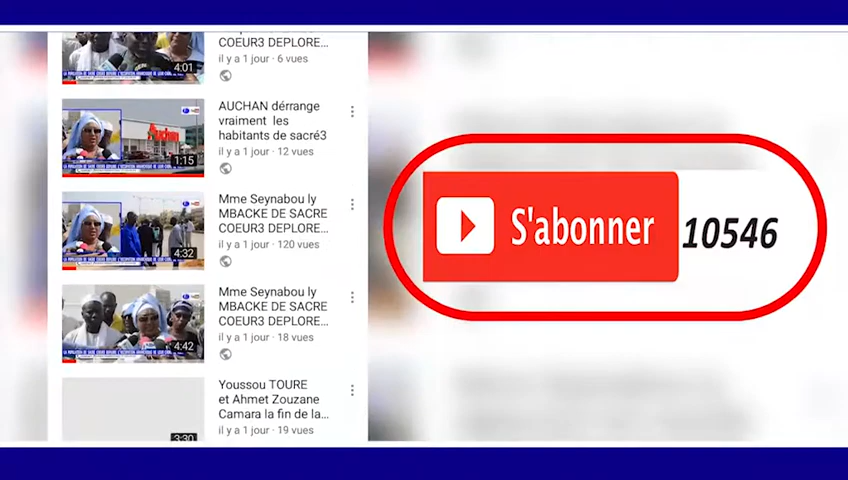 COEUR3 DEPLORE...
il y a 1 jour · 6 vues
4:01
AUCHAN dérrange
vraiment les
habitants de sacré3
il y a 1 jour · 12 vues
Auchan
1:15
Mme Seynabou ly
MBACKE DE SACRE
COEUR3 DEPLORE...
il y a 1 jour · 120 vues
4:32
Mme Seynabou ly
MBACKE DE SACRE
COEUR3 DEPLORE...
il y a 1 jour · 18 vues
4:42
Youssou TOURE
et Ahmet Zouzane
Camara la fin de la...
il y a 1 jour · 19 vues
3:30
S'abonner
10546